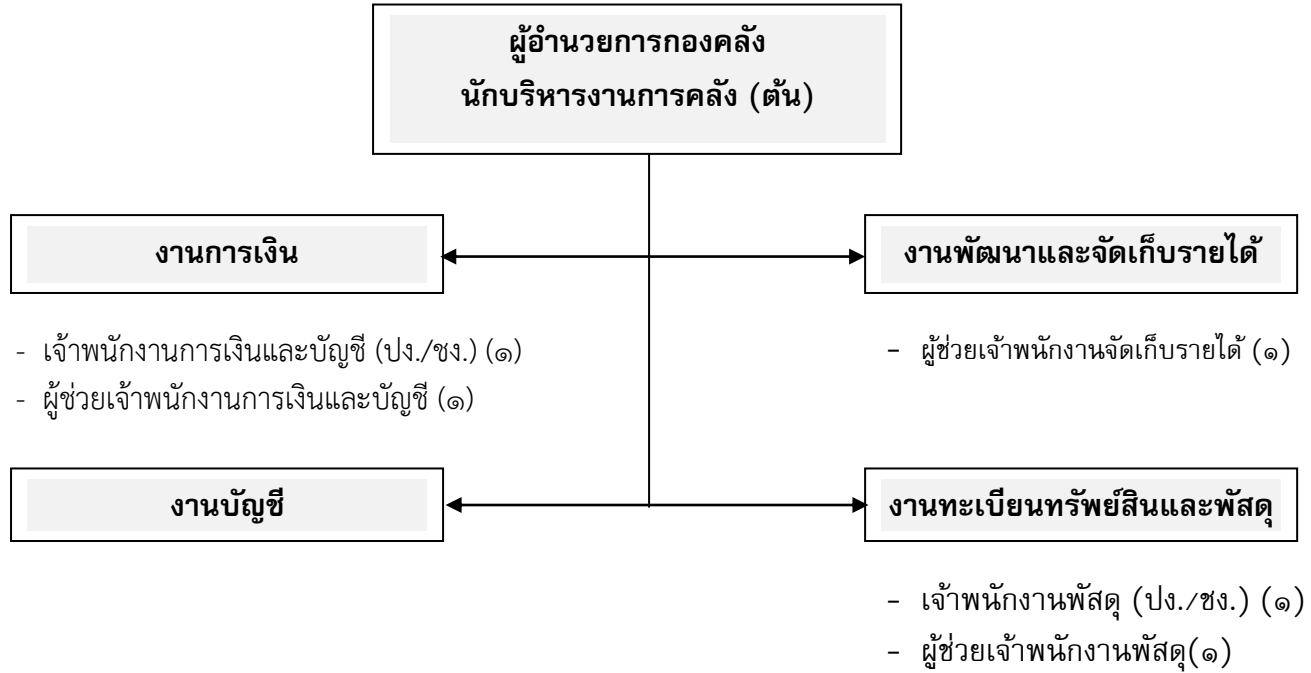 ผู้อำนวยการกองคลัง
นักบริหารงานการคลัง (ต้น)
งานการเงิน
งานพัฒนาและจัดเก็บรายได้
- เจ้าพนักงานการเงินและบัญชี (ปง./ชง.) (๑)
- ผู้ช่วยเจ้าพนักงานการเงินและบัญชี (๑)
- ผู้ช่วยเจ้าพนักงานจัดเก็บรายได้ (๑)
งานบัญชี
งานทะเบียนทรัพย์สินและพัสดุ
- เจ้าพนักงานพัสดุ (ปง./ชง.) (๑)
- ผู้ช่วยเจ้าพนักงานพัสดุ(๑)